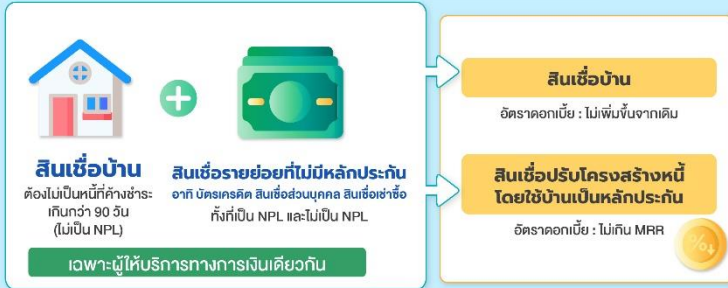 สินเชื่อบ้าน
ต้องไม่เป็นหนี้ที่ค้างชำระ
เกินกว่า 90 วัน
(ไม่เป็น NPL)
สินเชื่อรายย่อยที่ไม่มีหลักประกัน
อาทิ บัตรเครดิต สินเชื่อส่วนบุคคล สินเชื่อเช่าซื้อ
ทั้งที่เป็น NPL และไม่เป็น NPL
เฉพาะผู้ให้บริการทางการเงินเดียวกัน
สินเชื่อบ้าน
อัตราดอกเบี้ย : ไม่เพิ่มขึ้นจากเดิม
สินเชื่อปรับโครงสร้างหนี้
โดยใช้บ้านเป็นหลักประกัน
อัตราดอกเบี้ย : ไม่เกิน MRR
%